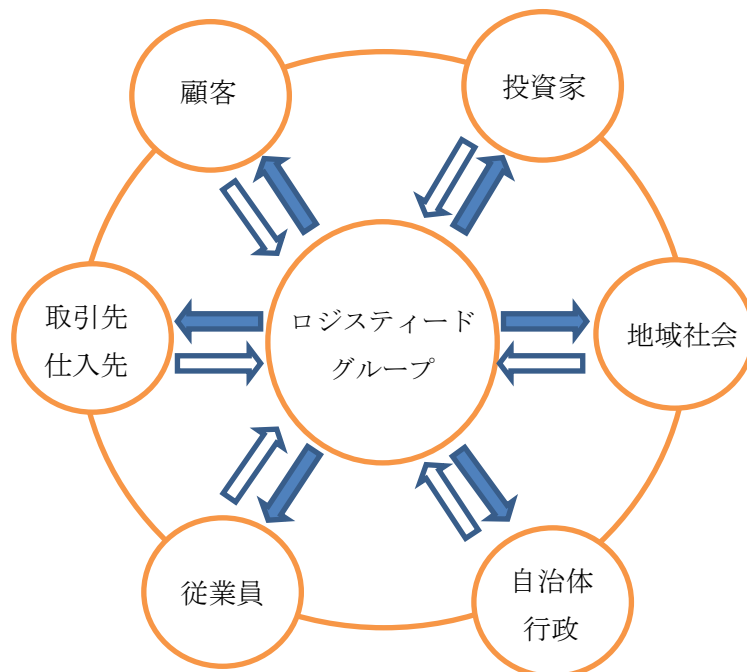 顧客
投資家
取引先
仕入先
ロジスティード
グループ
地域社会
従業員
自治体
行政